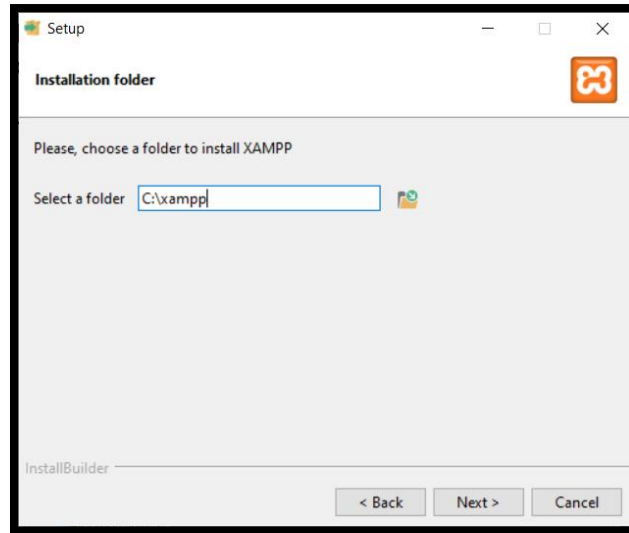 Setup
Installation folder
Please, choose a folder to install XAMPP
Select a folder C:\xampp
InstallBuilder
< Back Next > Cancel